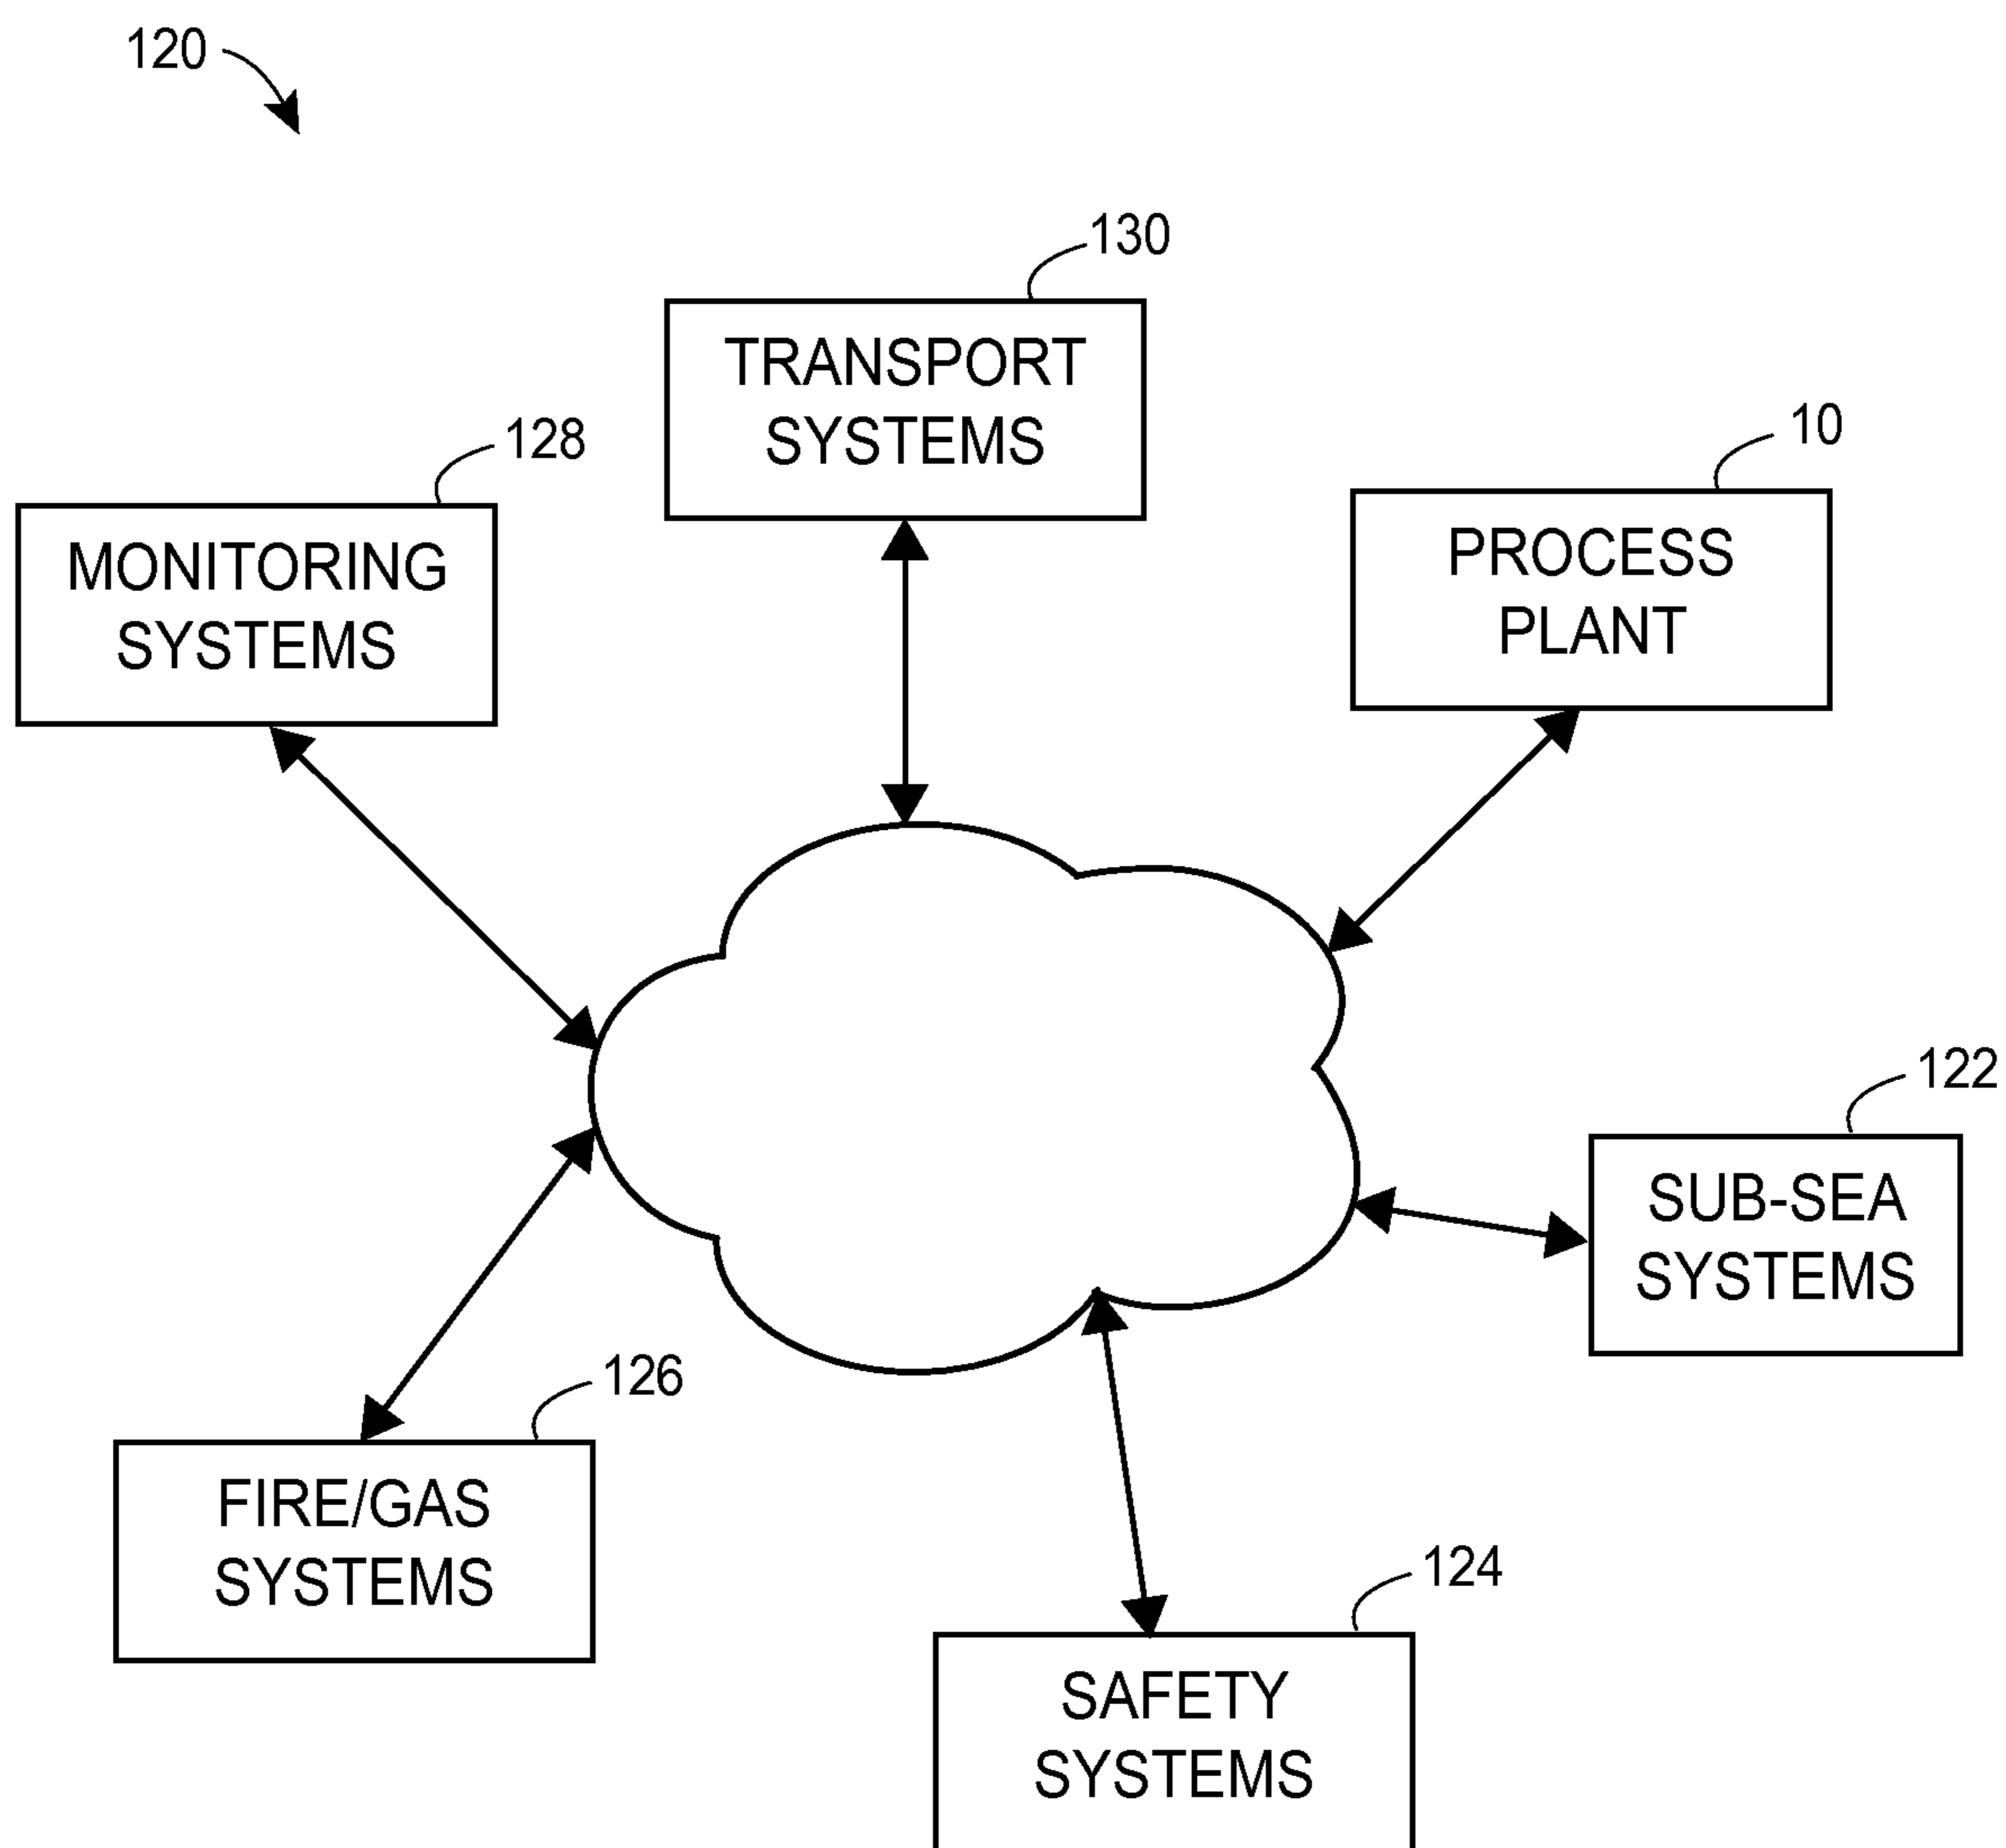 120
130
TRANSPORT
SYSTEMS
10
PROCESS
PLANT
128
MONITORING
SYSTEMS
122
SUB-SEA
SYSTEMS
126
FIRE/GAS
SYSTEMS
124
SAFETY
SYSTEMS